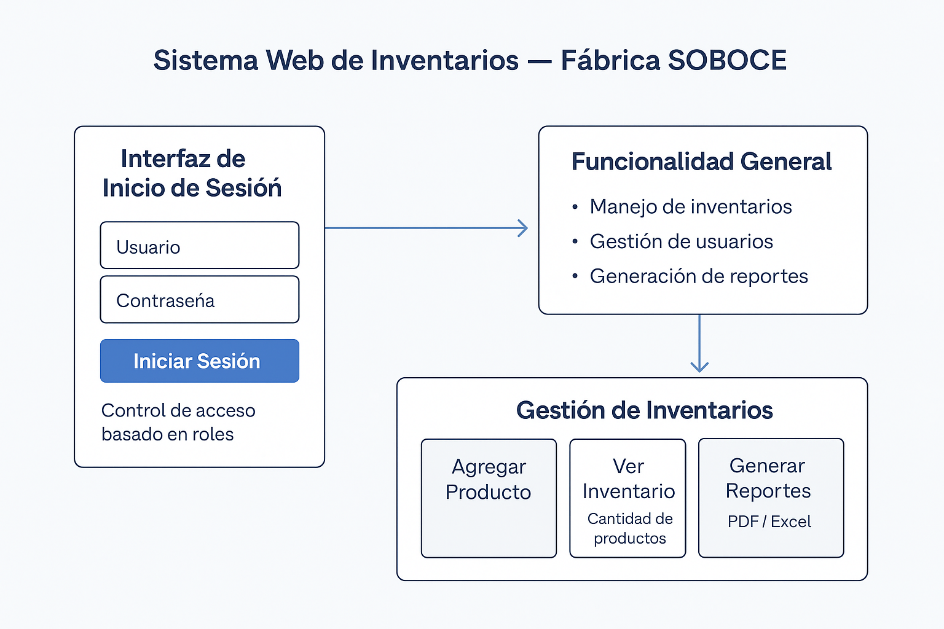 Sistema Web de Inventarios — Fábrica SOBOCE
Interfaz de
Inicio de Sesióń
Usuario
Contraseńa
Iniciar Sesión
Control de acceso
basado en roles
Funcionalidad General
• Manejo de inventarios
• Gestión de usuarios
• Generación de reportes
Gestión de Inventarios
Agregar
Producto
Ver
Inventario
Cantidad de
productos
Generar
Reportes
PDF / Excel